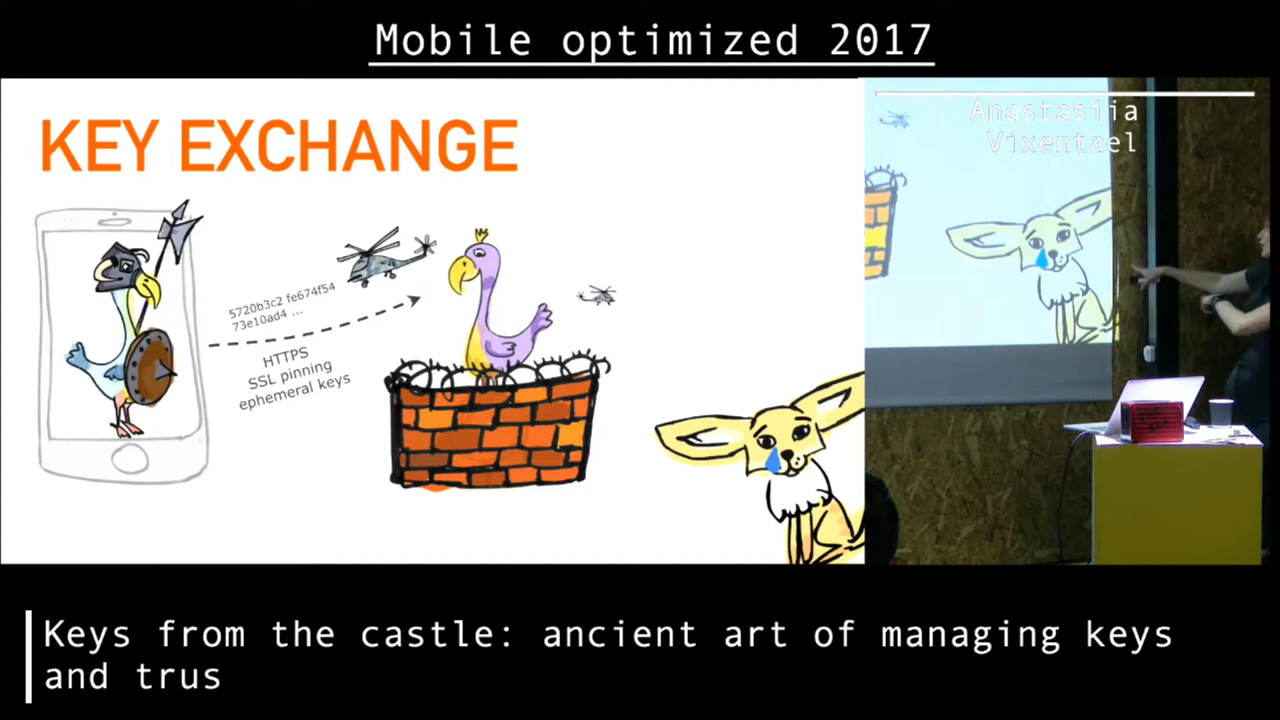 Mobile optimized 2017
KEY EXCHANGE
5720b3c2 fe674f54
73e10ad4 ...
HTTPS
SSL pinning
ephemeral keys
Anastasiia
Vixentael
Keys from the castle: ancient art of managing keys
and trus